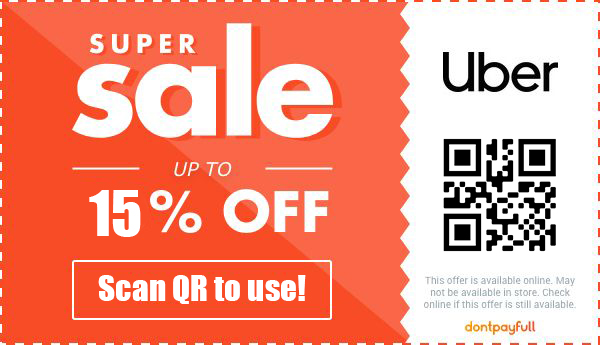 SUPER
sale
UP TO
15% OFF
Scan QR to use!
Uber
This offer is available online. May
not be available in store. Check
online if this offer is still available.
dontpayfull